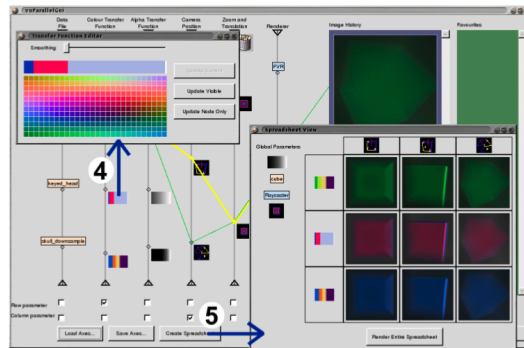 VsParallelGui
Data File
Colour Transfer Function
Alpha Transfer Function
Camera Position
Zoom and Translation
Renderer
Image History
Favourites
Transfer Function Editor
Smoothing
Update Visible
Update Node Only
PVR
4
keyed_head
skull_downsample
Row parameter
Column parameter
5
Load Axes...
Save Axes...
Create Spreadsheet
Spreadsheet View
Global Parameters
cube
Raycaster
Render Entire Spreadsheet